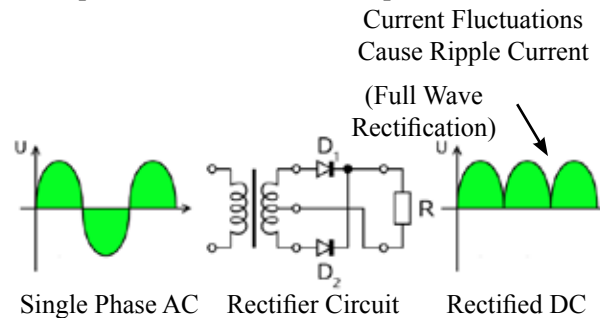 Current Fluctuations
Cause Ripple Current
(Full Wave
Rectification)
U
D1
R
D2
U
Single Phase AC
Rectifier Circuit
Rectified DC